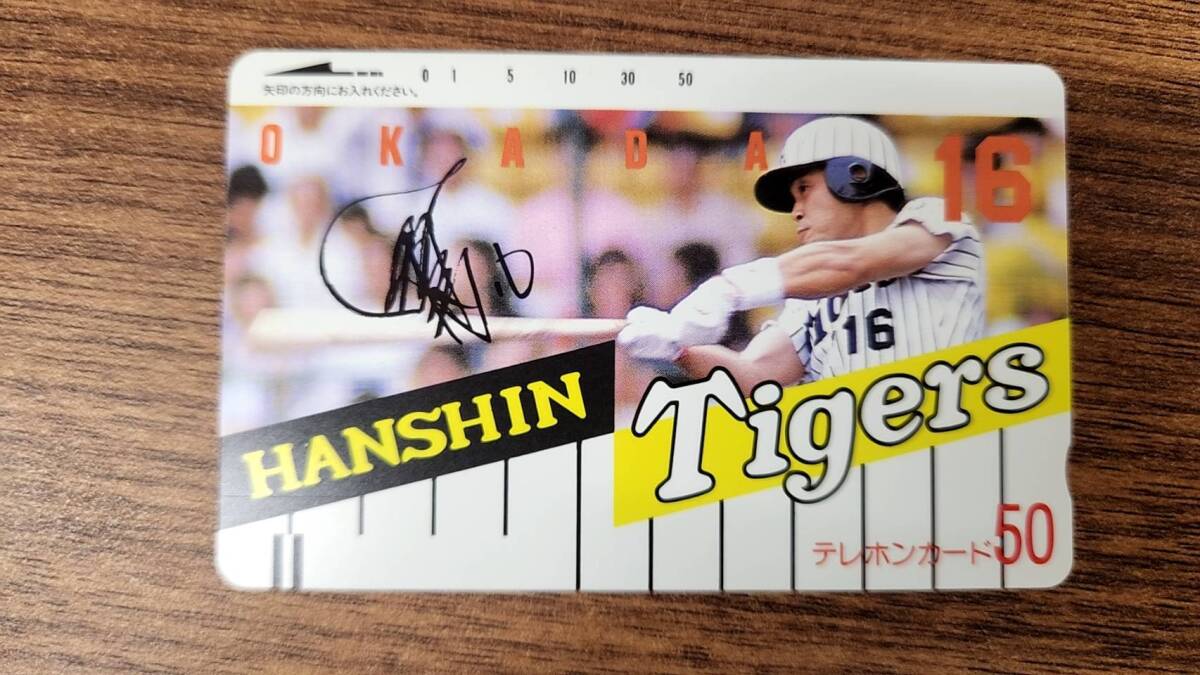 0 1 5 10 30 50
矢印の方向にお入れください。
OKADA 16
16
HANSHIN Tigers
テレホンカード50